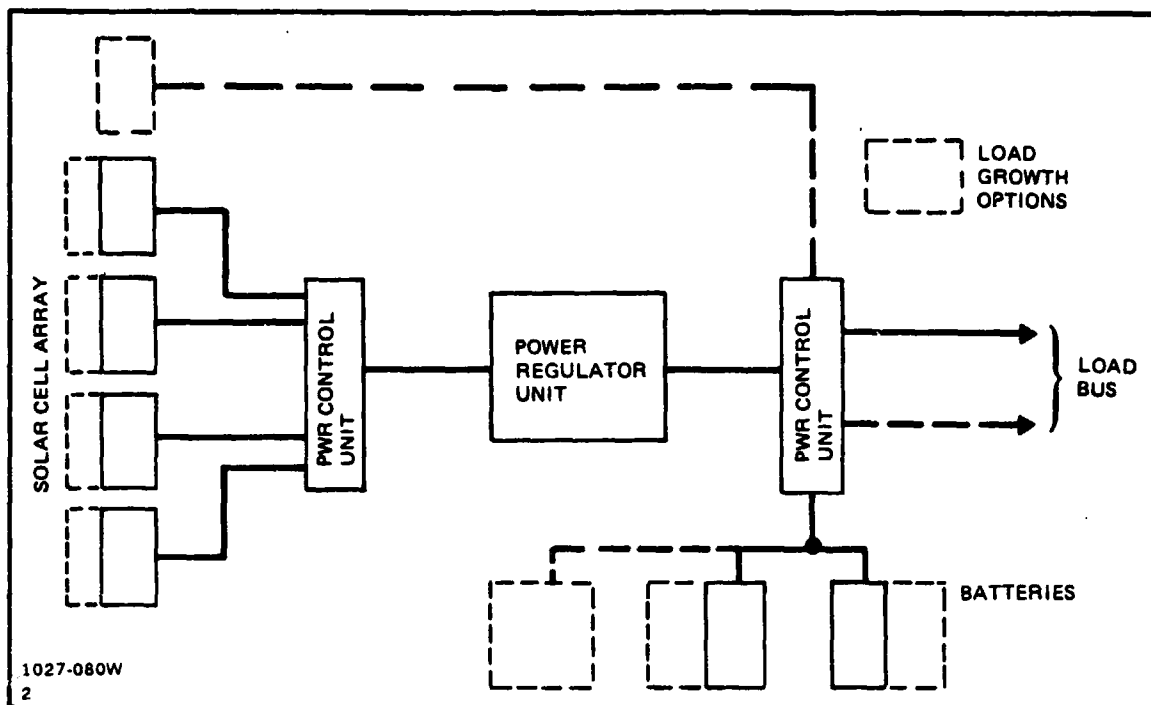 LOAD
GROWTH
OPTIONS
SOLAR CELL ARRAY
PWR CONTROL
UNIT
POWER
REGULATOR
UNIT
PWR CONTROL
UNIT
LOAD
BUS
BATTERIES
1027-080W
2